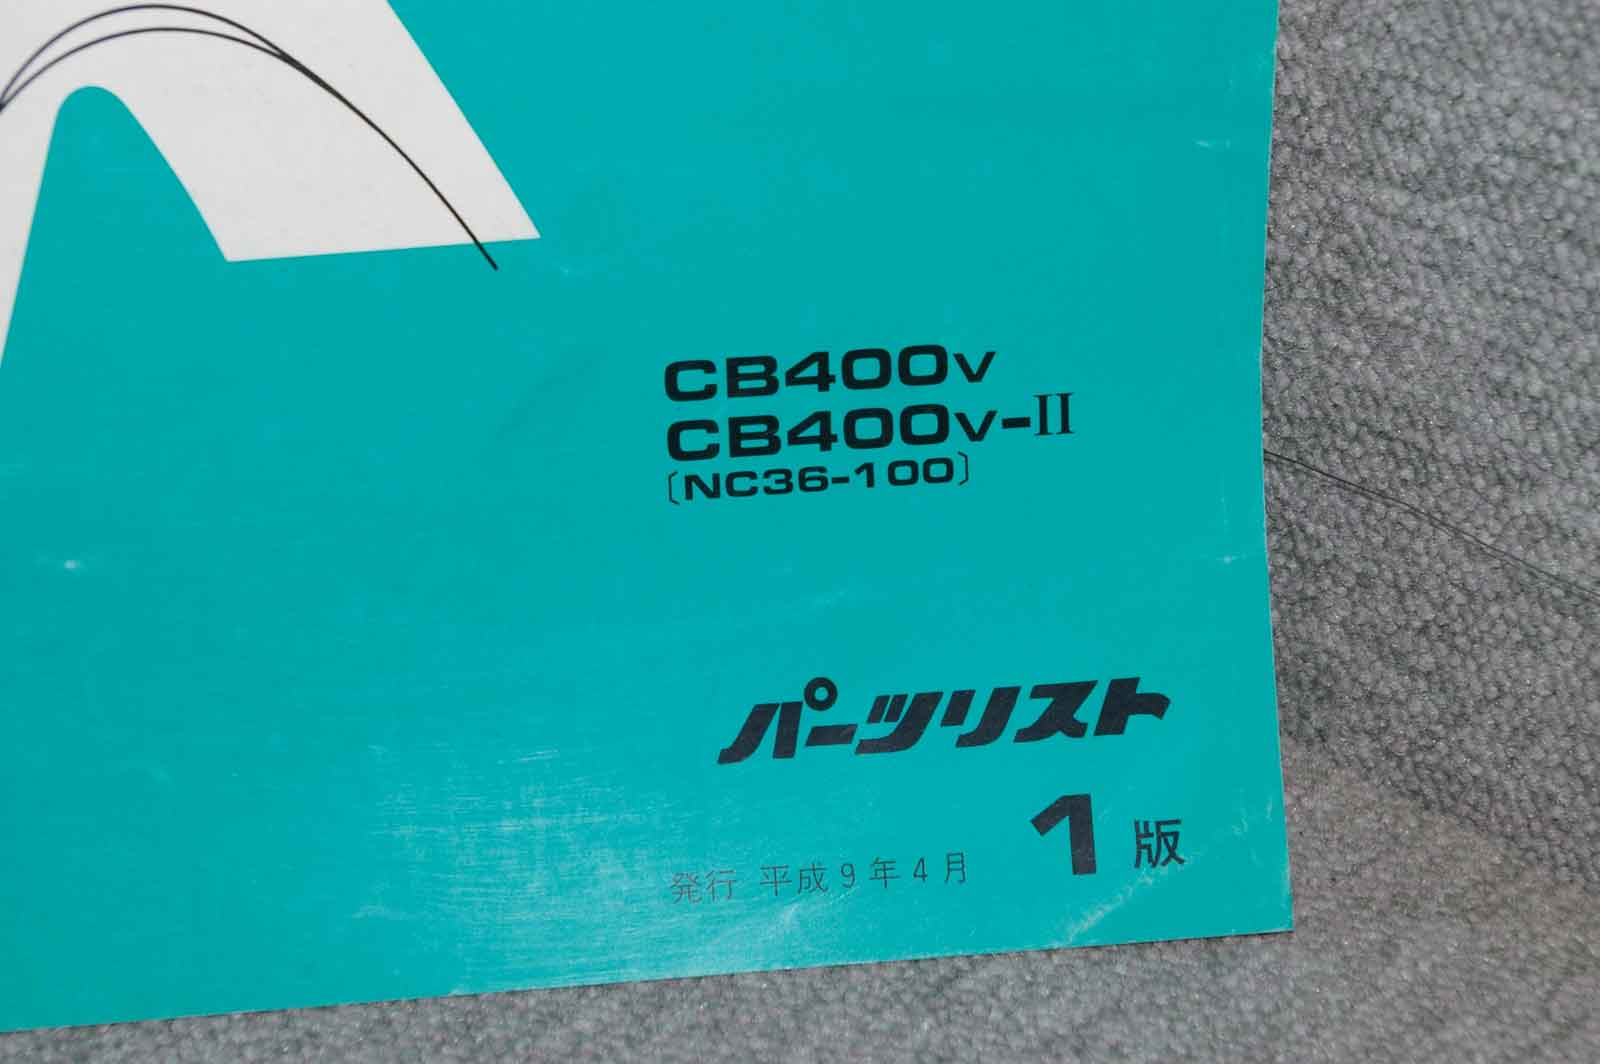 CB400V
CB400V-II
〔NC36-100〕
パーツリスト
1版
発行 平成9年4月